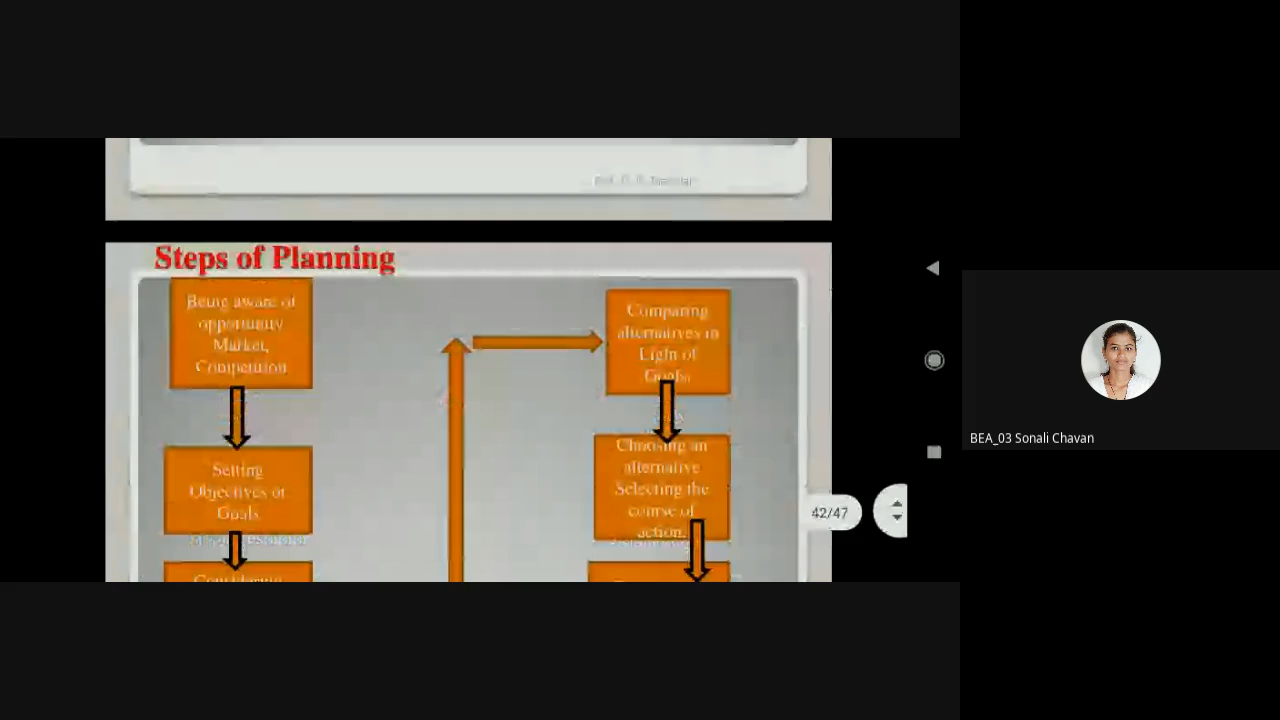 Steps of Planning
Being aware of
opportunity
Market,
Competition
Setting
Objectives or
Goals
Comparing
alternatives in
Light of
Goals
Choosing an
alternative
Selecting the
course of
action.
42/47
BEA_03 Sonali Chavan